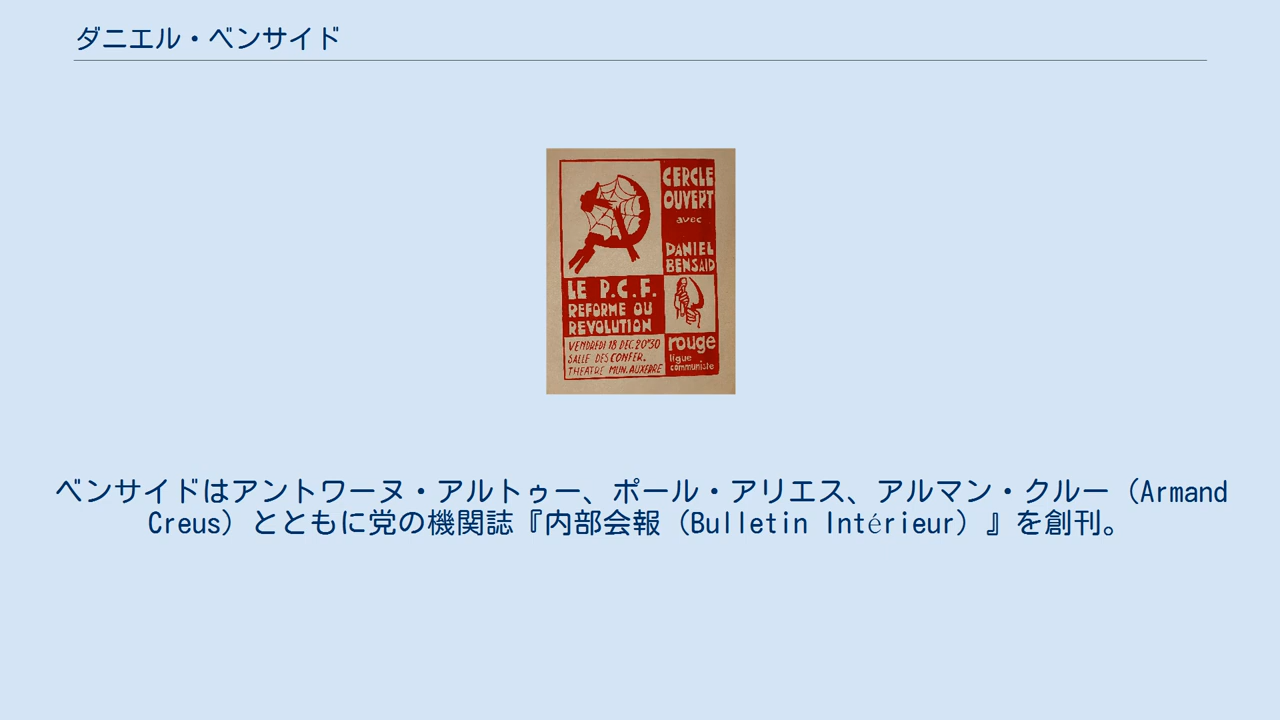 ダニエル・ベンサイド
CERCLE
OUVERT
avec
DANIEL
BENSAID
LE P.C.F.
REFORME OU
REVOLUTION
VENDREDI 18 DEC. 20"30
SALLE DES CONFER.
THEATRE MUN. AUXERRE
rouge
ligue
communiste
ベンサイドはアントワーヌ・アルトゥー、ポール・アリエス、アルマン・クルー（Armand
Creus）とともに党の機関誌『内部会報（Bulletin Intérieur）』を創刊。